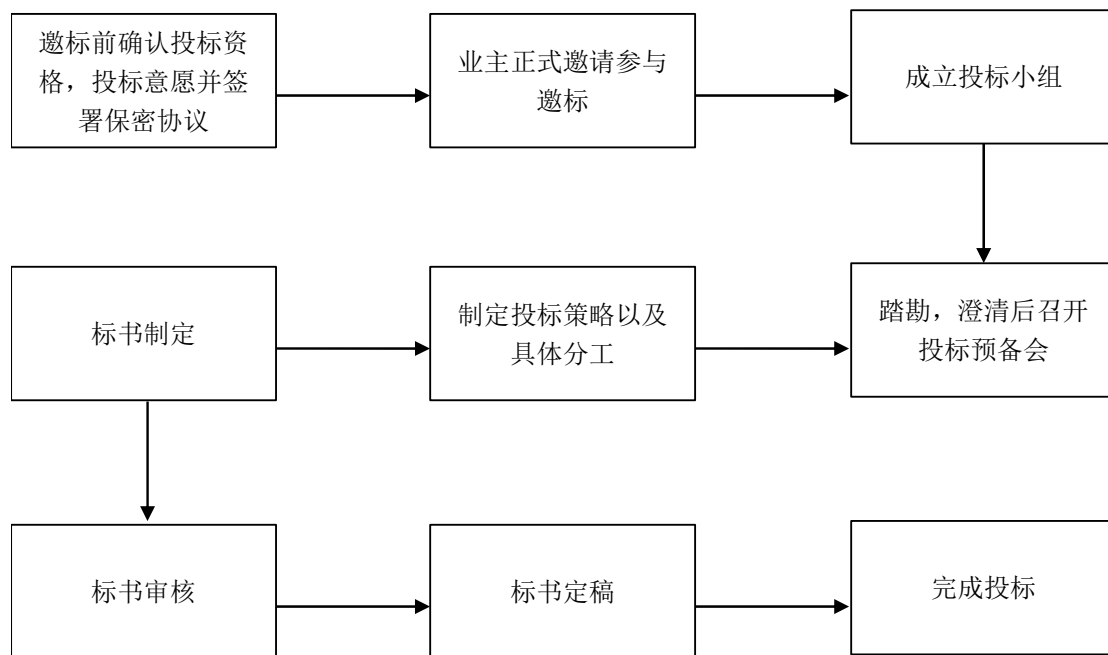 邀标前确认投标资
格，投标意愿并签
署保密协议
业主正式邀请参与
邀标
成立投标小组
标书制定
制定投标策略以及
具体分工
踏勘，澄清后召开
投标预备会
标书审核
标书定稿
完成投标